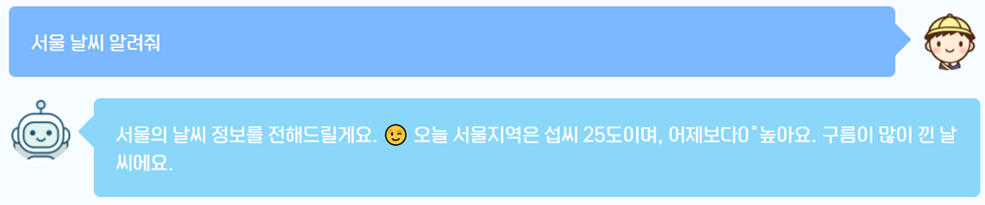 서울 날씨 알려줘
서울의 날씨 정보를 전해드릴게요. 😉 오늘 서울지역은 섭씨 25도이며, 어제보다0˚높아요. 구름이 많이 낀 날
씨에요.